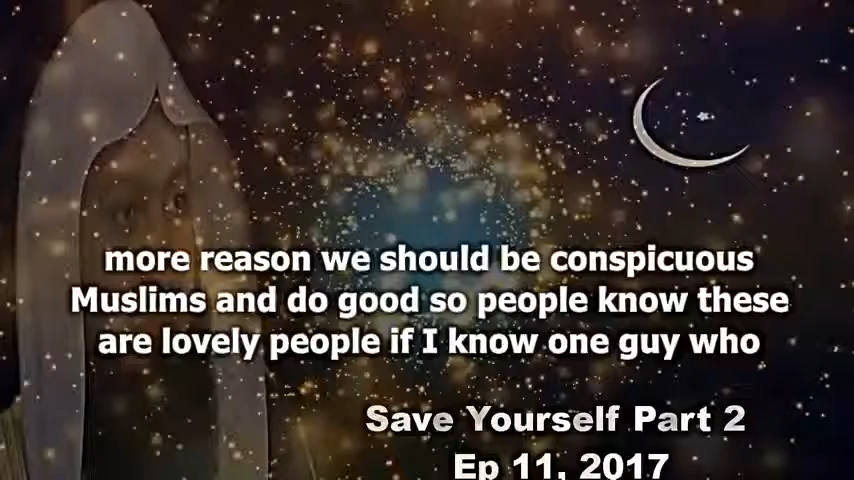 more reason we should be conspicuous
Muslims and do good so people know these
are lovely people if I know one guy who
Save Yourself Part 2
Ep 11, 2017